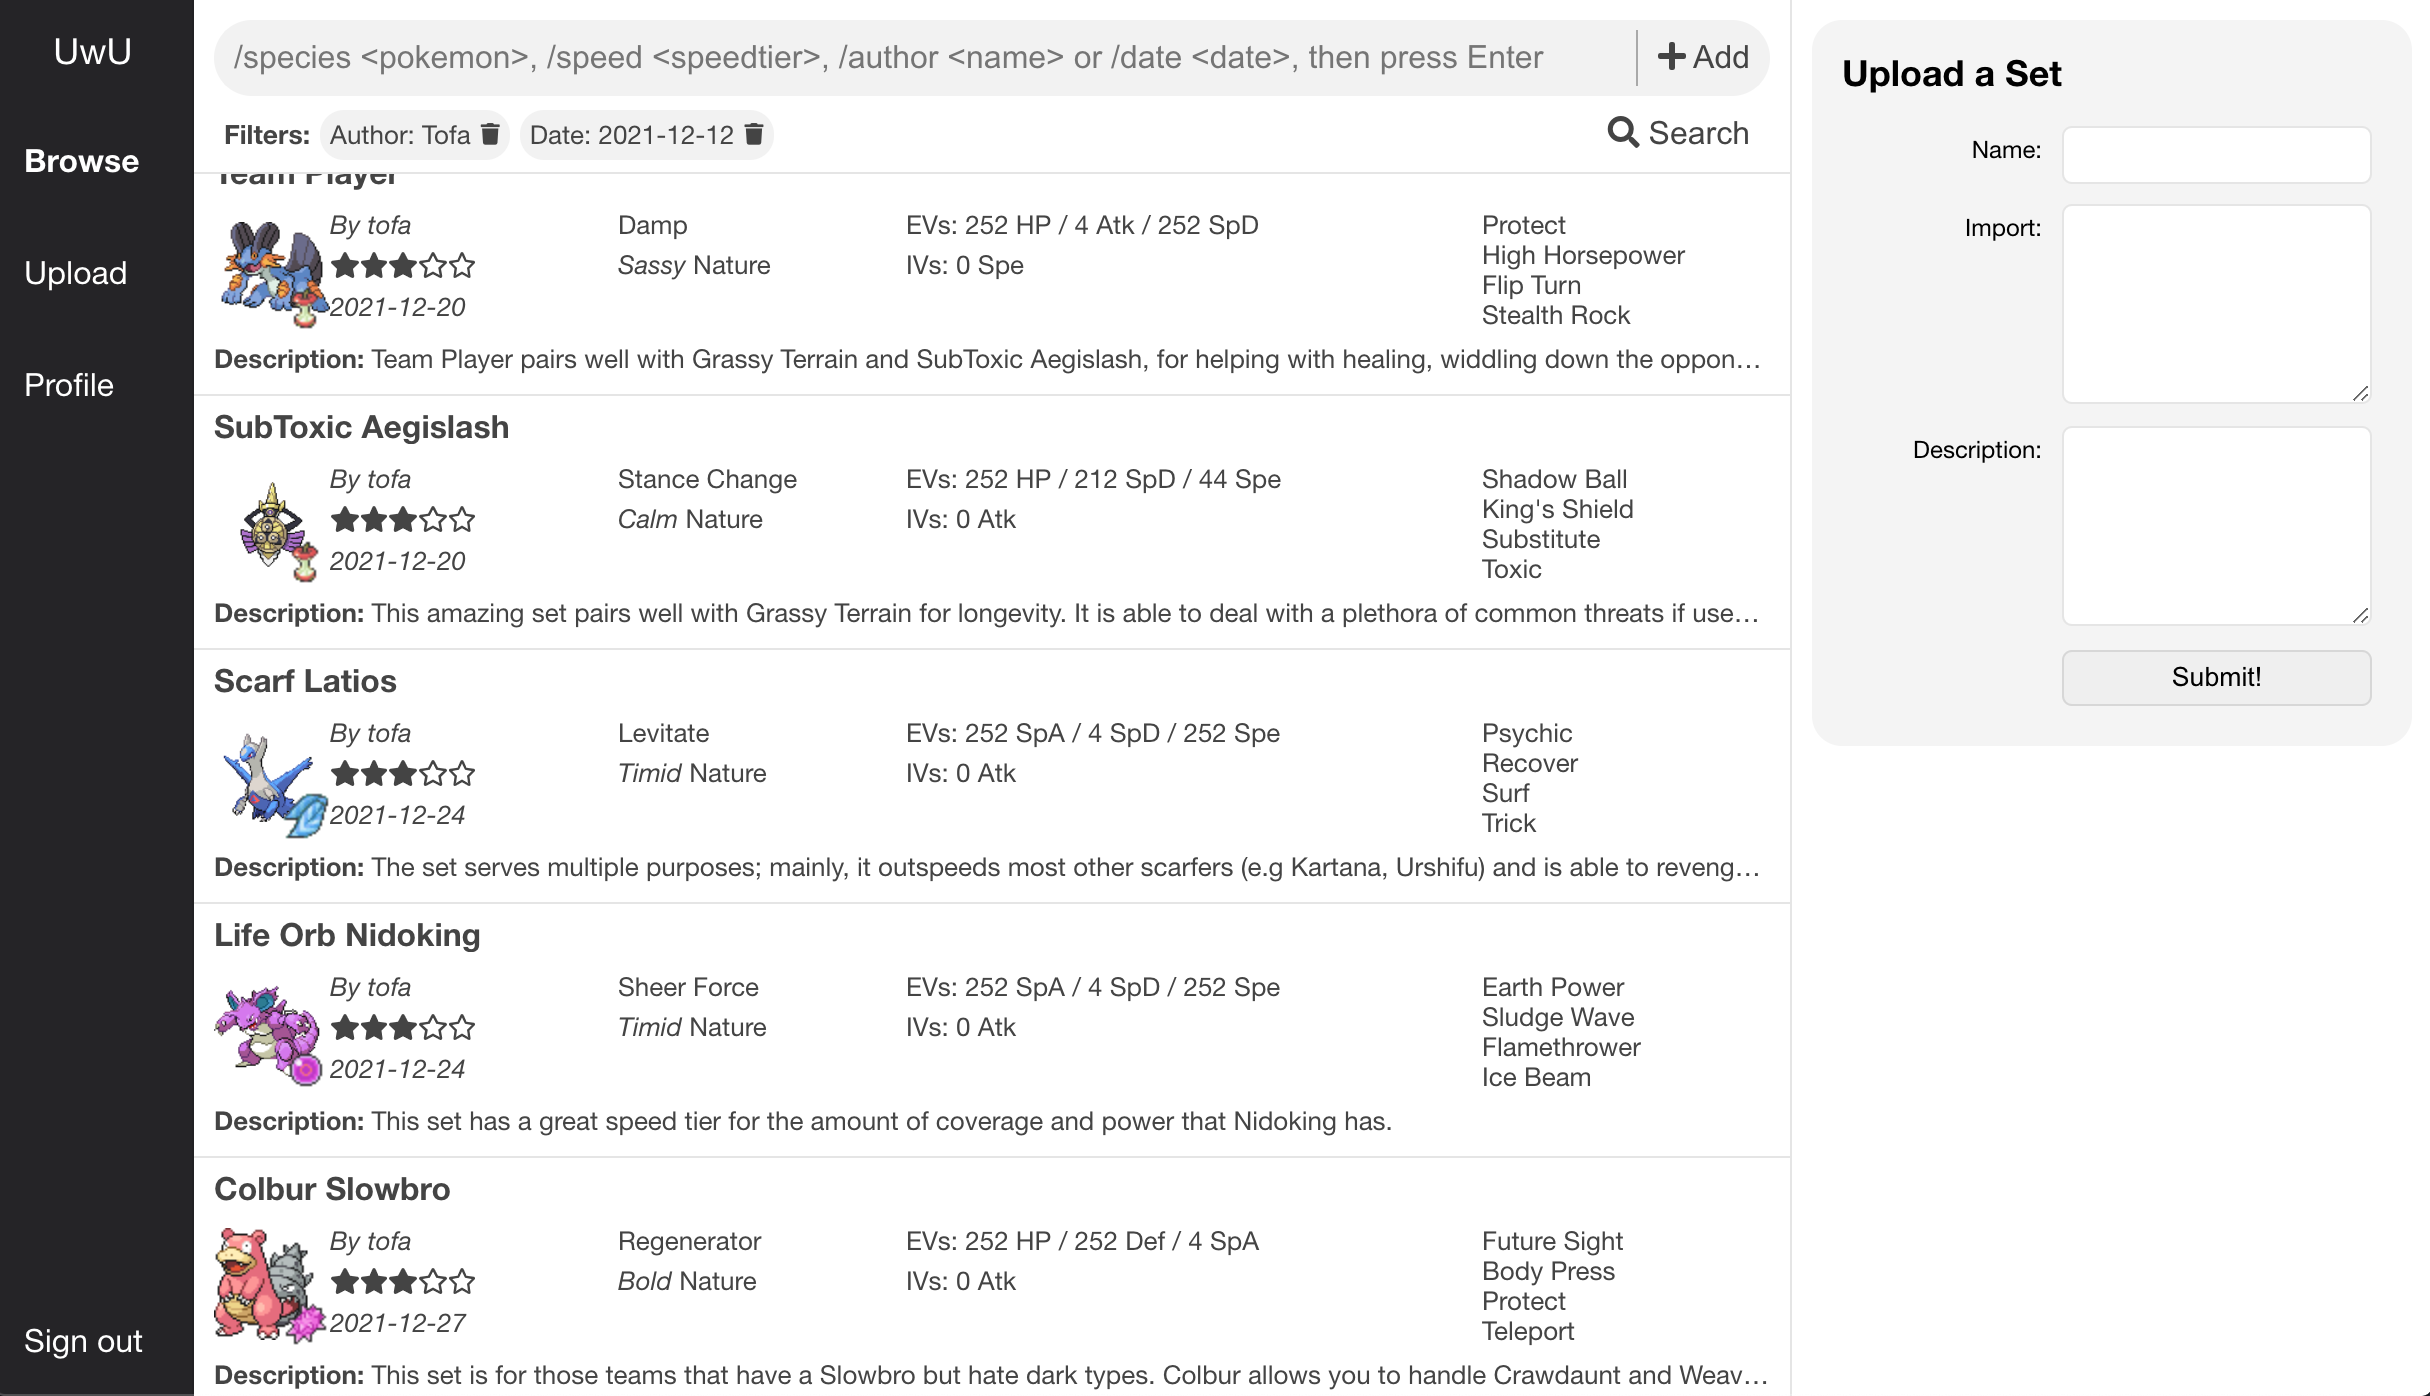 UwU
Browse
Upload
Profile
Sign out
/species <pokemon>, /speed <speedtier>, /author <name> or /date <date>, then press Enter
Add
Filters: Author: Tofa Date: 2021-12-12
Search
Team Player
By tofa
2021-12-20
Damp
Sassy Nature
EVs: 252 HP / 4 Atk / 252 SpD
IVs: 0 Spe
Protect
High Horsepower
Flip Turn
Stealth Rock
Description: Team Player pairs well with Grassy Terrain and SubToxic Aegislash, for helping with healing, widdling down the oppon…
SubToxic Aegislash
By tofa
2021-12-20
Stance Change
Calm Nature
EVs: 252 HP / 212 SpD / 44 Spe
IVs: 0 Atk
Shadow Ball
King's Shield
Substitute
Toxic
Description: This amazing set pairs well with Grassy Terrain for longevity. It is able to deal with a plethora of common threats if use…
Scarf Latios
By tofa
2021-12-24
Levitate
Timid Nature
EVs: 252 SpA / 4 SpD / 252 Spe
IVs: 0 Atk
Psychic
Recover
Surf
Trick
Description: The set serves multiple purposes; mainly, it outspeeds most other scarfers (e.g Kartana, Urshifu) and is able to reveng…
Life Orb Nidoking
By tofa
2021-12-24
Sheer Force
Timid Nature
EVs: 252 SpA / 4 SpD / 252 Spe
IVs: 0 Atk
Earth Power
Sludge Wave
Flamethrower
Ice Beam
Description: This set has a great speed tier for the amount of coverage and power that Nidoking has.
Colbur Slowbro
By tofa
2021-12-27
Regenerator
Bold Nature
EVs: 252 HP / 252 Def / 4 SpA
IVs: 0 Atk
Future Sight
Body Press
Protect
Teleport
Description: This set is for those teams that have a Slowbro but hate dark types. Colbur allows you to handle Crawdaunt and Weav…
Upload a Set
Name:
Import:
Description:
Submit!